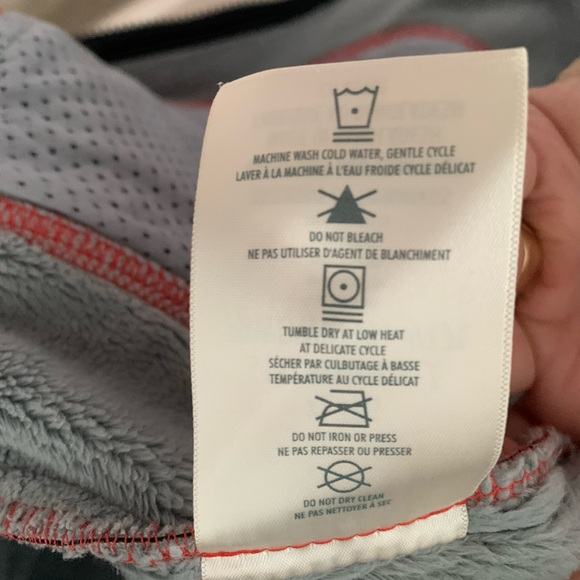 MACHINE WASH COLD WATER, GENTLE CYCLE
LAVER À LA MACHINE À L'EAU FROIDE CYCLE DÉLICAT
DO NOT BLEACH
NE PAS UTILISER D'AGENT DE BLANCHIMENT
TUMBLE DRY AT LOW HEAT
AT DELICATE CYCLE
SÉCHER PAR CULBUTAGE À BASSE
TEMPÉRATURE AU CYCLE DÉLICAT
DO NOT IRON OR PRESS
NE PAS REPASSER OU PRESSER
DO NOT DRY CLEAN
NE PAS NETTOYER À SEC